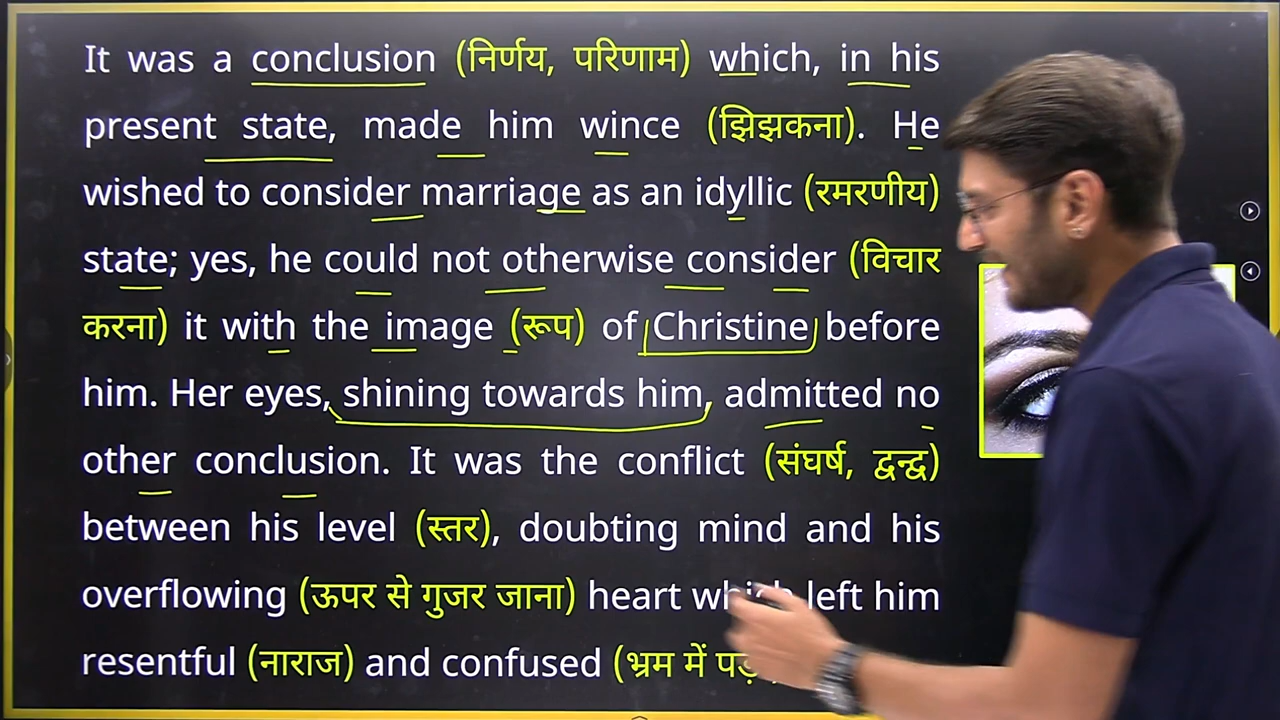 It was a conclusion (निर्णय, परिणाम) which, in his
present state, made him wince (झिझकना). He
wished to consider marriage as an idyllic (रमरणीय)
state; yes, he could not otherwise consider (विचार
करना) it with the image (रूप) of Christine before
him. Her eyes, shining towards him, admitted no
other conclusion. It was the conflict (संघर्ष, द्वन्द्व)
between his level (स्तर), doubting mind and his
overflowing (ऊपर से गुजर जाना) heart which left him
resentful (नाराज) and confused (भ्रम में